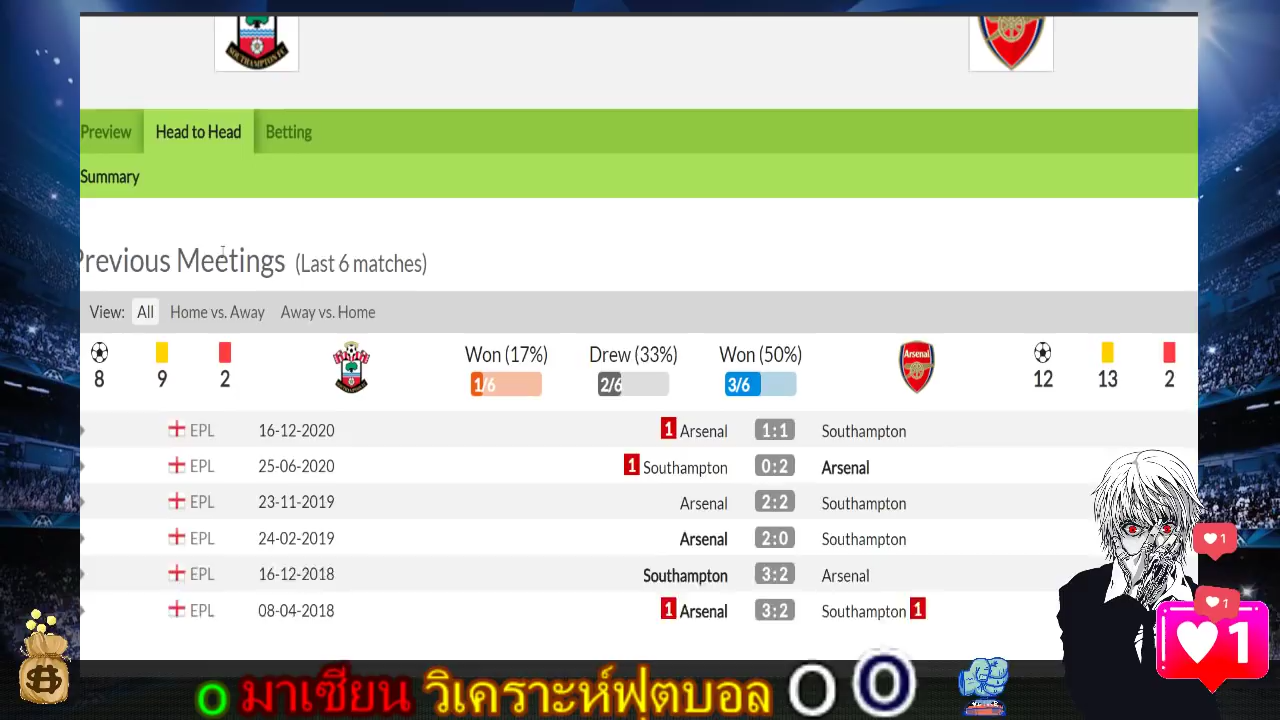 SOUTHAMPTON FC
Preview Head to Head Betting
Summary
Previous Meetings (Last 6 matches)
View: All Home vs. Away Away vs. Home
Won (17%) Drew (33%) Won (50%)
Arsenal
8 9 2 1/6 2/6 3/6 12 13 2
EPL 16-12-2020 1 Arsenal 1:1 Southampton
EPL 25-06-2020 1 Southampton 0:2 Arsenal
EPL 23-11-2019 Arsenal 2:2 Southampton
EPL 24-02-2019 Arsenal 2:0 Southampton
EPL 16-12-2018 Southampton 3:2 Arsenal
EPL 08-04-2018 1 Arsenal 3:2 Southampton 1
1
1
1
o มาเซียน วิเคราะห์ฟุตบอล O O